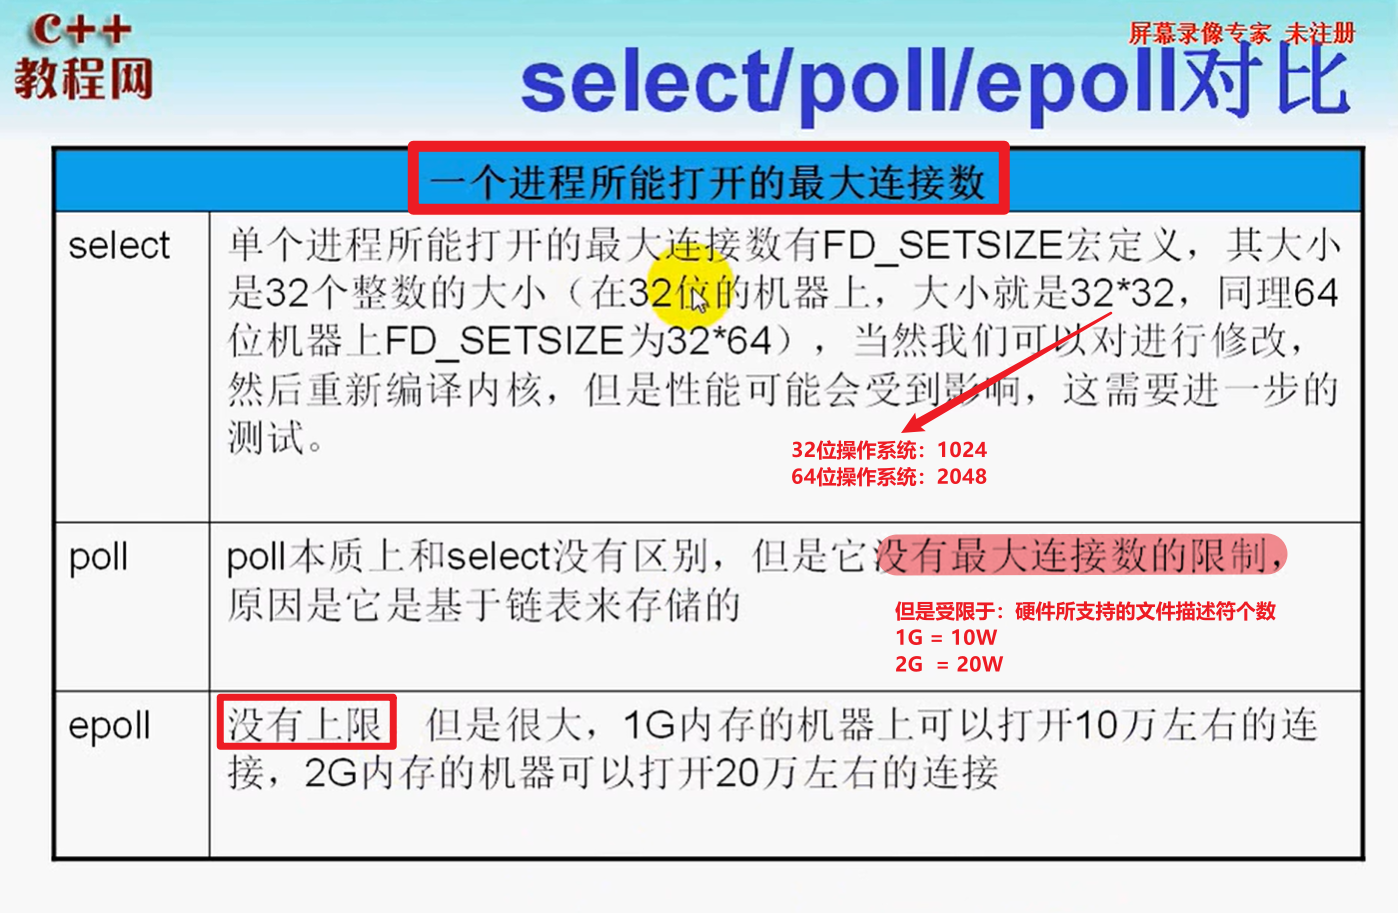 C++
教程网
屏幕录像专家 未注册
select/poll/epoll对比
一个进程所能打开的最大连接数
select
单个进程所能打开的最大连接数有FD_SETSIZE宏定义，其大小
是32个整数的大小（在32位的机器上，大小就是32*32，同理64
位机器上FD_SETSIZE为32*64），当然我们可以对进行修改，
然后重新编译内核，但是性能可能会受到影响，这需要进一步的
测试。
32位操作系统：1024
64位操作系统：2048
poll
poll本质上和select没有区别，但是它没有最大连接数的限制，
原因是它是基于链表来存储的
但是受限于：硬件所支持的文件描述符个数
1G = 10W
2G = 20W
epoll
没有上限 但是很大，1G内存的机器上可以打开10万左右的连
接，2G内存的机器可以打开20万左右的连接